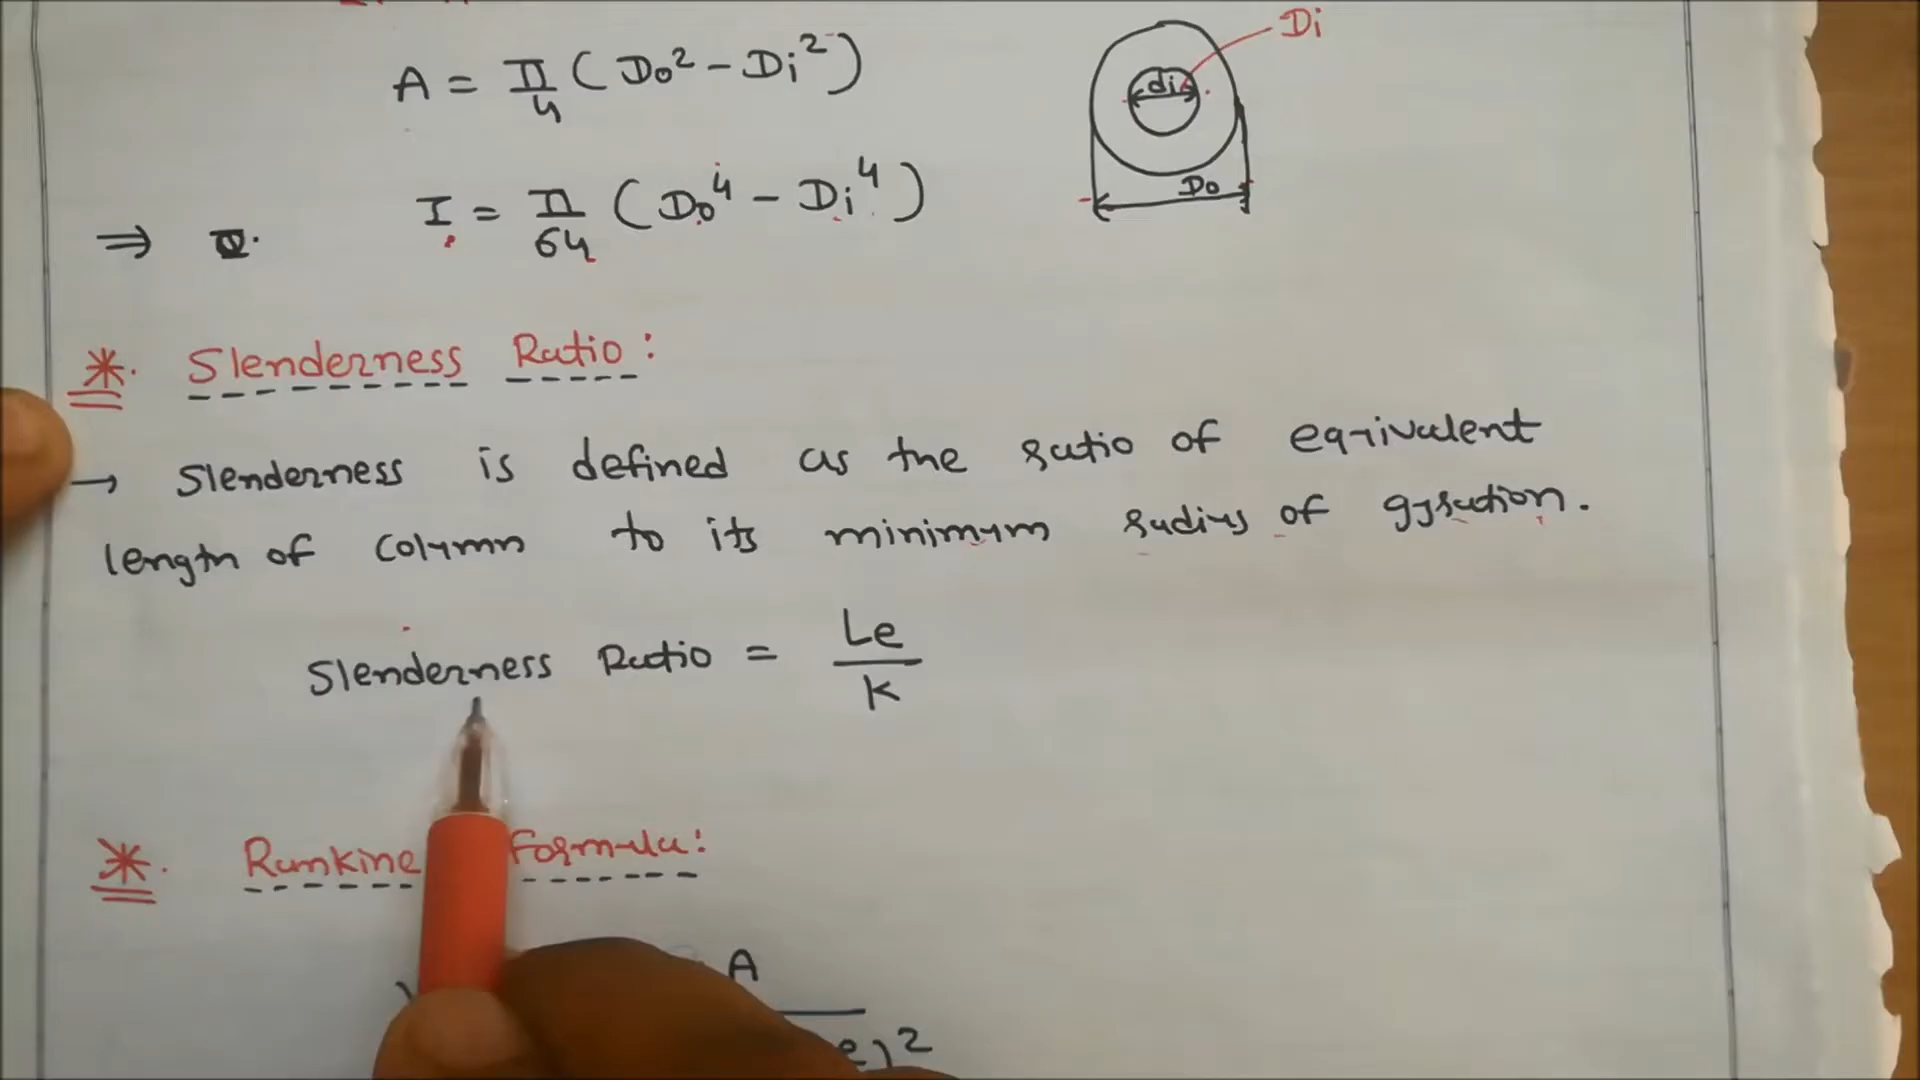 A = π/4 (Do² - Di²)
Di
di
Do
⇒ I = π/64 (Do⁴ - Di⁴)
*. Slenderness Ratio:
→ Slenderness is defined as the ratio of equivalent
length of column to its minimum radius of gyration.
Slenderness Ratio = Le/K
*. Rankine Formula:
A
e)²